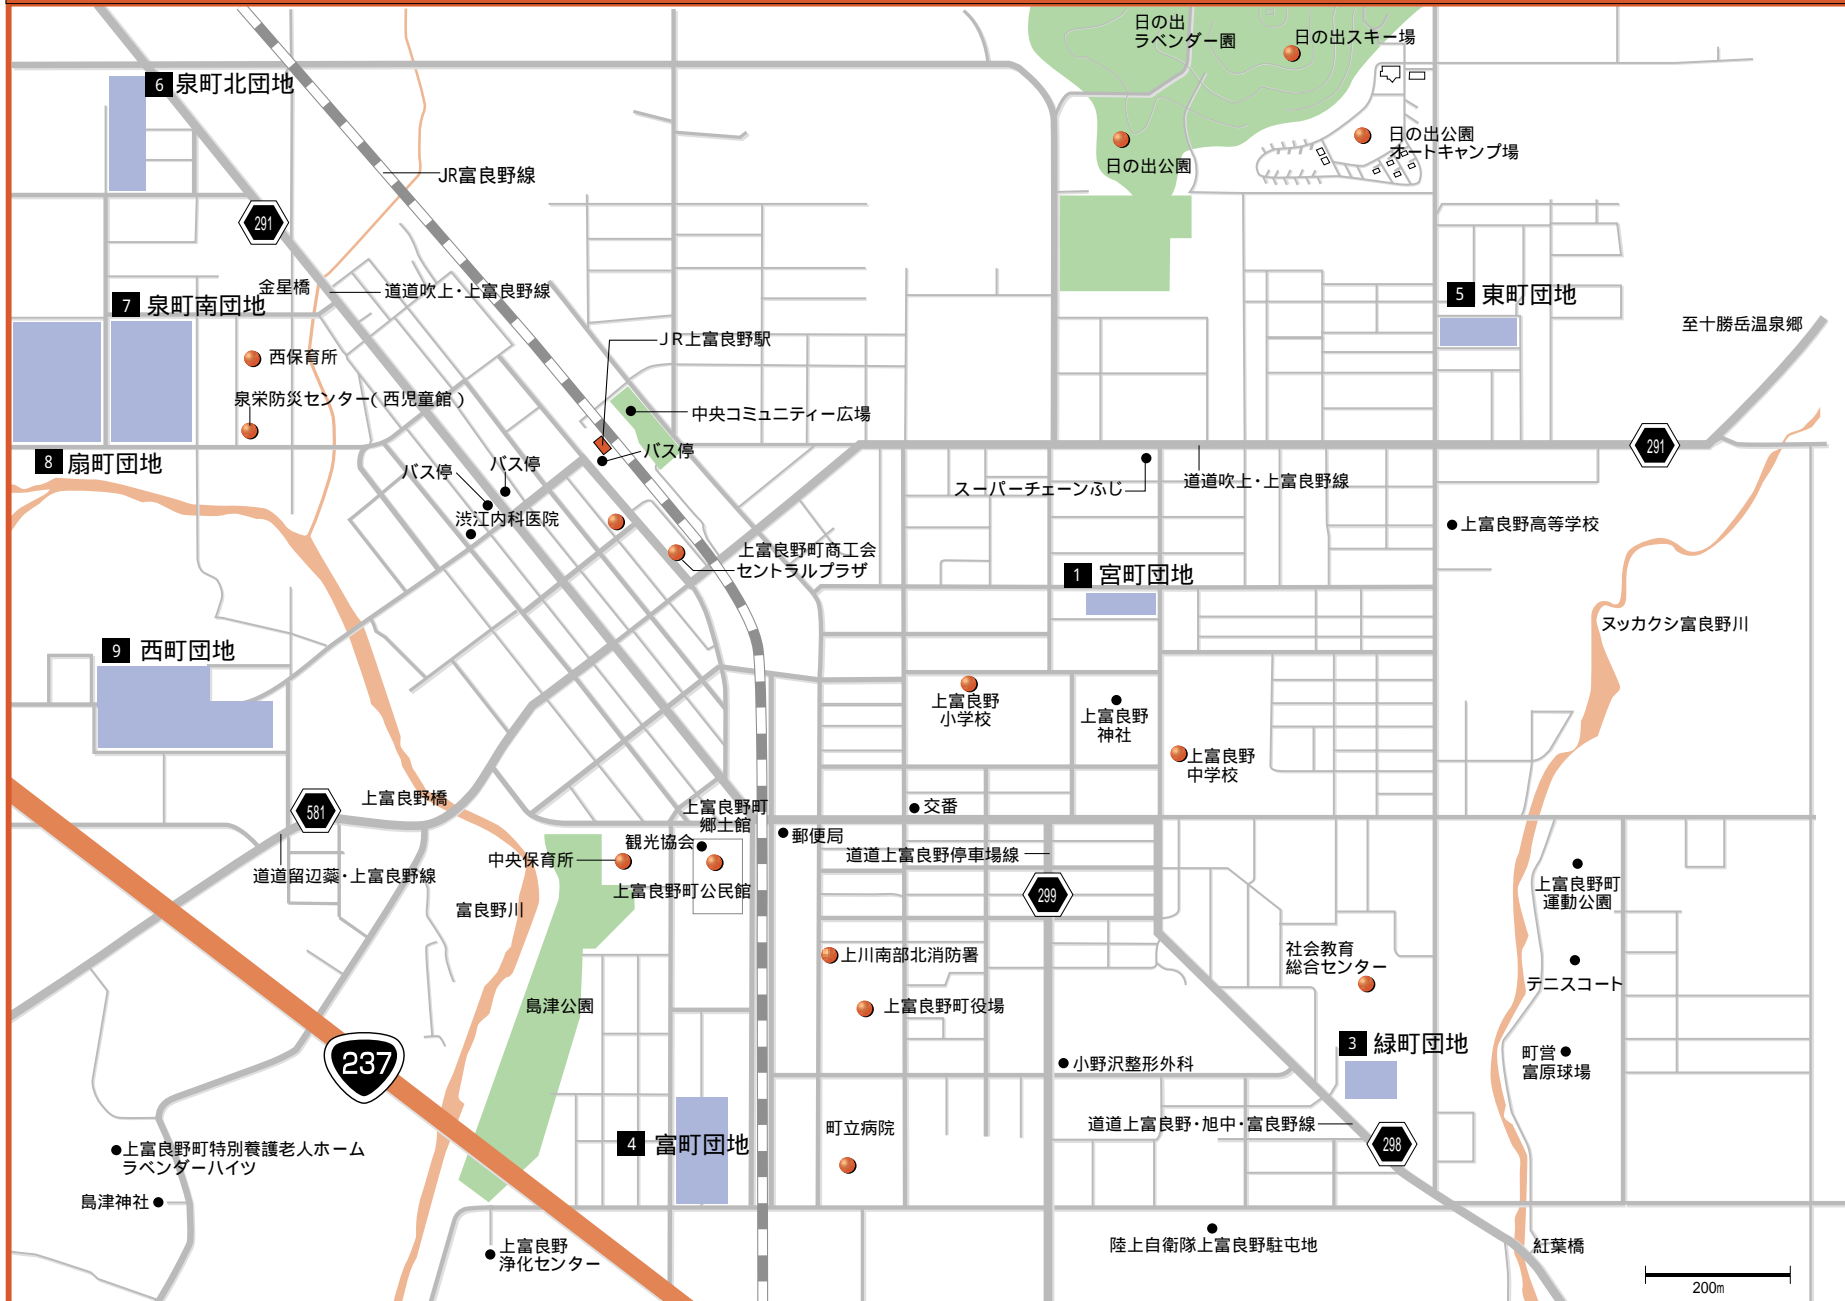 日の出
ラベンダー園
日の出スキー場
6 泉町北団地
日の出公園
オートキャンプ場
日の出公園
JR富良野線
291
金星橋
道道吹上・上富良野線
7 泉町南団地
5 東町団地
至十勝岳温泉郷
JR上富良野駅
西保育所
泉栄防災センター(西児童館)
中央コミュニティー広場
291
バス停
8 扇町団地
バス停
バス停
道道吹上・上富良野線
スーパーチェーンふじ
渋江内科医院
上富良野高等学校
上富良野町商工会
セントラルプラザ
1 宮町団地
ヌッカクシ富良野川
9 西町団地
上富良野
小学校
上富良野
神社
上富良野
中学校
上富良野橋
581
上富良野町
郷土館
交番
郵便局
観光協会
中央保育所
道道上富良野停車場線
道道留辺蘂・上富良野線
上富良野町公民館
299
上富良野町
運動公園
富良野川
上川南部北消防署
社会教育
総合センター
テニスコート
島津公園
上富良野町役場
3 緑町団地
237
小野沢整形外科
町営
富原球場
道道上富良野・旭中・富良野線
町立病院
298
4 富町団地
上富良野町特別養護老人ホーム
ラベンダーハイツ
島津神社
上富良野
浄化センター
陸上自衛隊上富良野駐屯地
紅葉橋
200m